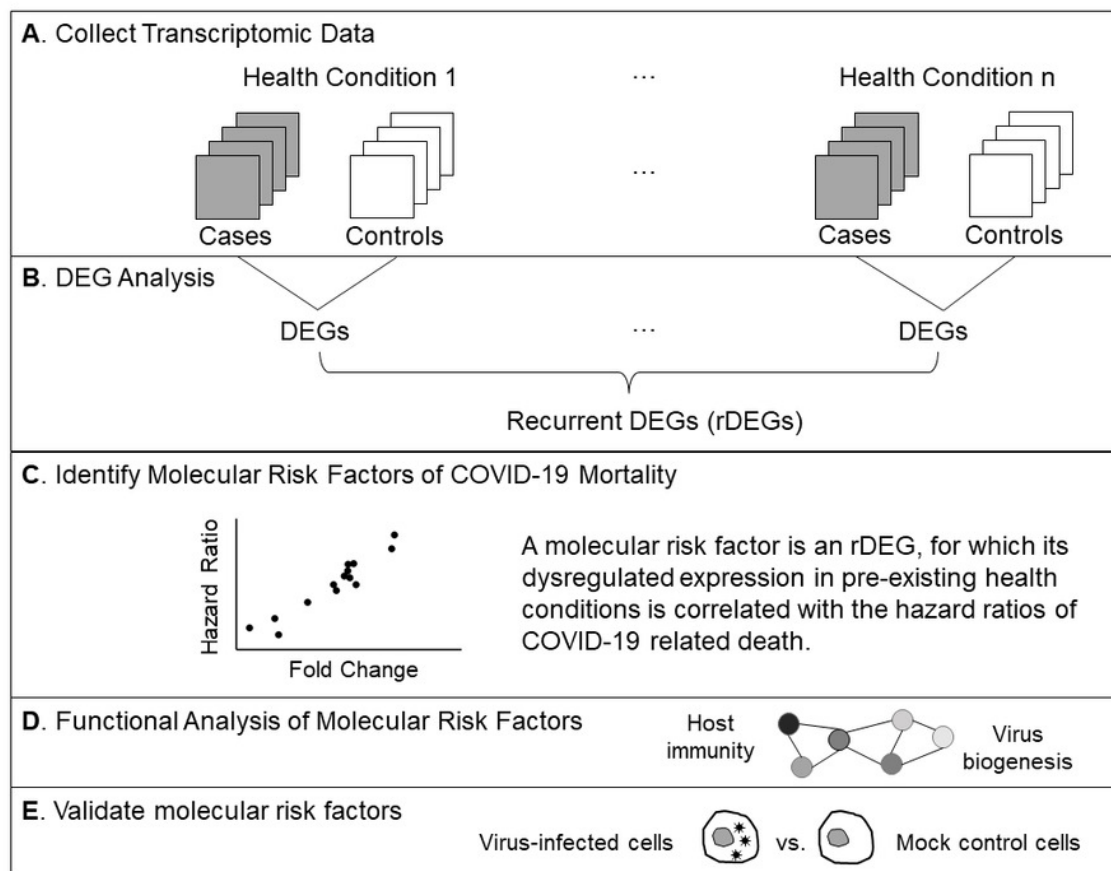 A. Collect Transcriptomic Data
Health Condition 1 ... Health Condition n
...
Cases Controls Cases Controls
B. DEG Analysis
DEGs ... DEGs
Recurrent DEGs (rDEGs)
C. Identify Molecular Risk Factors of COVID-19 Mortality
Hazard Ratio
Fold Change
A molecular risk factor is an rDEG, for which its
dysregulated expression in pre-existing health
conditions is correlated with the hazard ratios of
COVID-19 related death.
D. Functional Analysis of Molecular Risk Factors
Host
immunity
Virus
biogenesis
E. Validate molecular risk factors
Virus-infected cells vs. Mock control cells